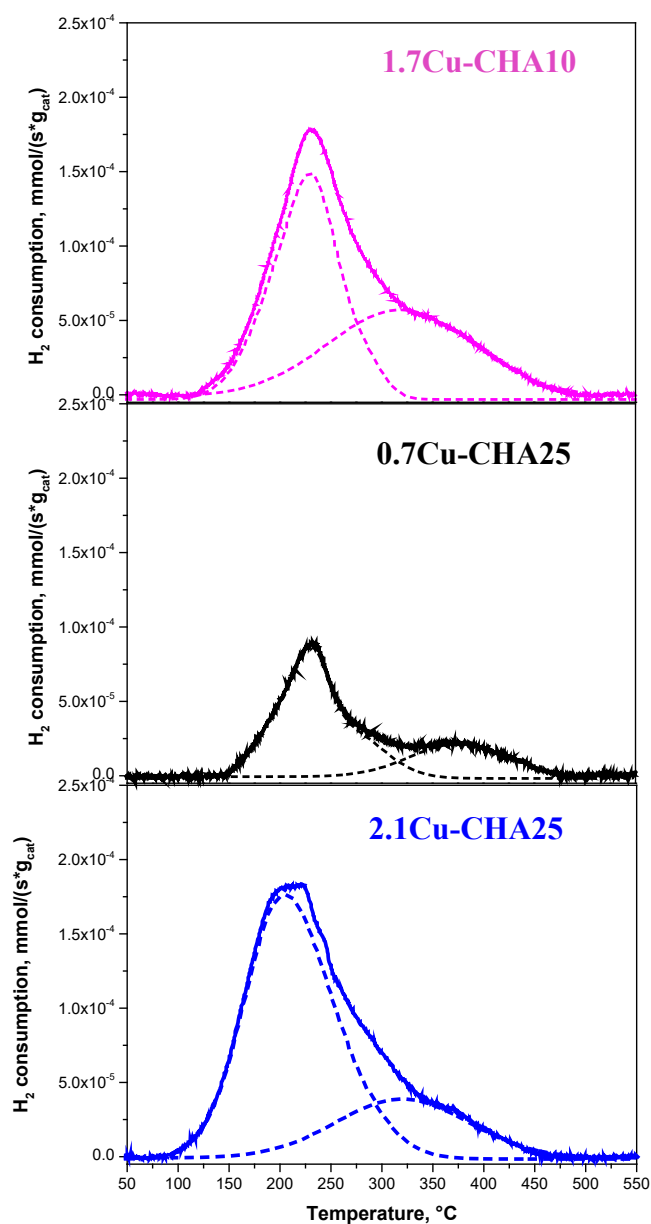 1.7Cu-CHA10
H₂ consumption, mmol/(s*g_cat)
2.5x10⁻⁴
2.0x10⁻⁴
1.5x10⁻⁴
1.0x10⁻⁴
5.0x10⁻⁵
0.0
0.7Cu-CHA25
H₂ consumption, mmol/(s*g_cat)
2.5x10⁻⁴
2.0x10⁻⁴
1.5x10⁻⁴
1.0x10⁻⁴
5.0x10⁻⁵
0.0
2.1Cu-CHA25
H₂ consumption, mmol/(s*g_cat)
2.5x10⁻⁴
2.0x10⁻⁴
1.5x10⁻⁴
1.0x10⁻⁴
5.0x10⁻⁵
0.0
50 100 150 200 250 300 350 400 450 500 550
Temperature, °C